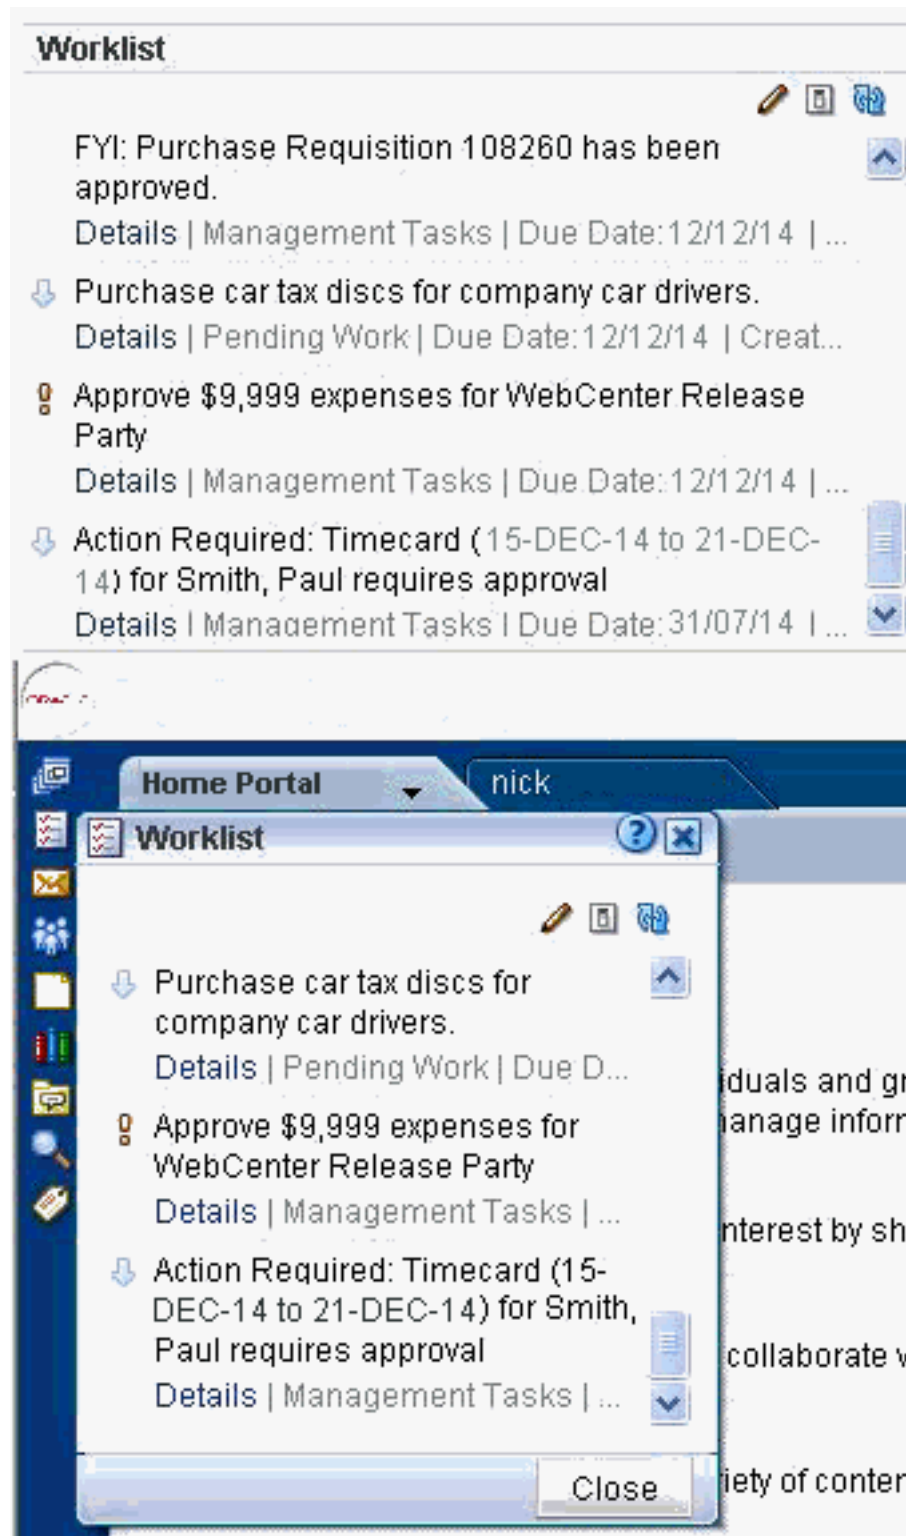 Worklist
FYI: Purchase Requisition 108260 has been
approved.
Details | Management Tasks | Due Date: 12/12/14 | ...
Purchase car tax discs for company car drivers.
Details | Pending Work | Due Date: 12/12/14 | Creat...
Approve $9,999 expenses for WebCenter Release
Party
Details | Management Tasks | Due Date: 12/12/14 | ...
Action Required: Timecard (15-DEC-14 to 21-DEC-
14) for Smith, Paul requires approval
Details | Management Tasks | Due Date: 31/07/14 | ...
Home Portal
nick
Worklist
Purchase car tax discs for
company car drivers.
Details | Pending Work | Due D...
Approve $9,999 expenses for
WebCenter Release Party
Details | Management Tasks | ...
Action Required: Timecard (15-
DEC-14 to 21-DEC-14) for Smith,
Paul requires approval
Details | Management Tasks | ...
Close
iduals and gr
anage inforr
nterest by sh
collaborate v
iety of conter